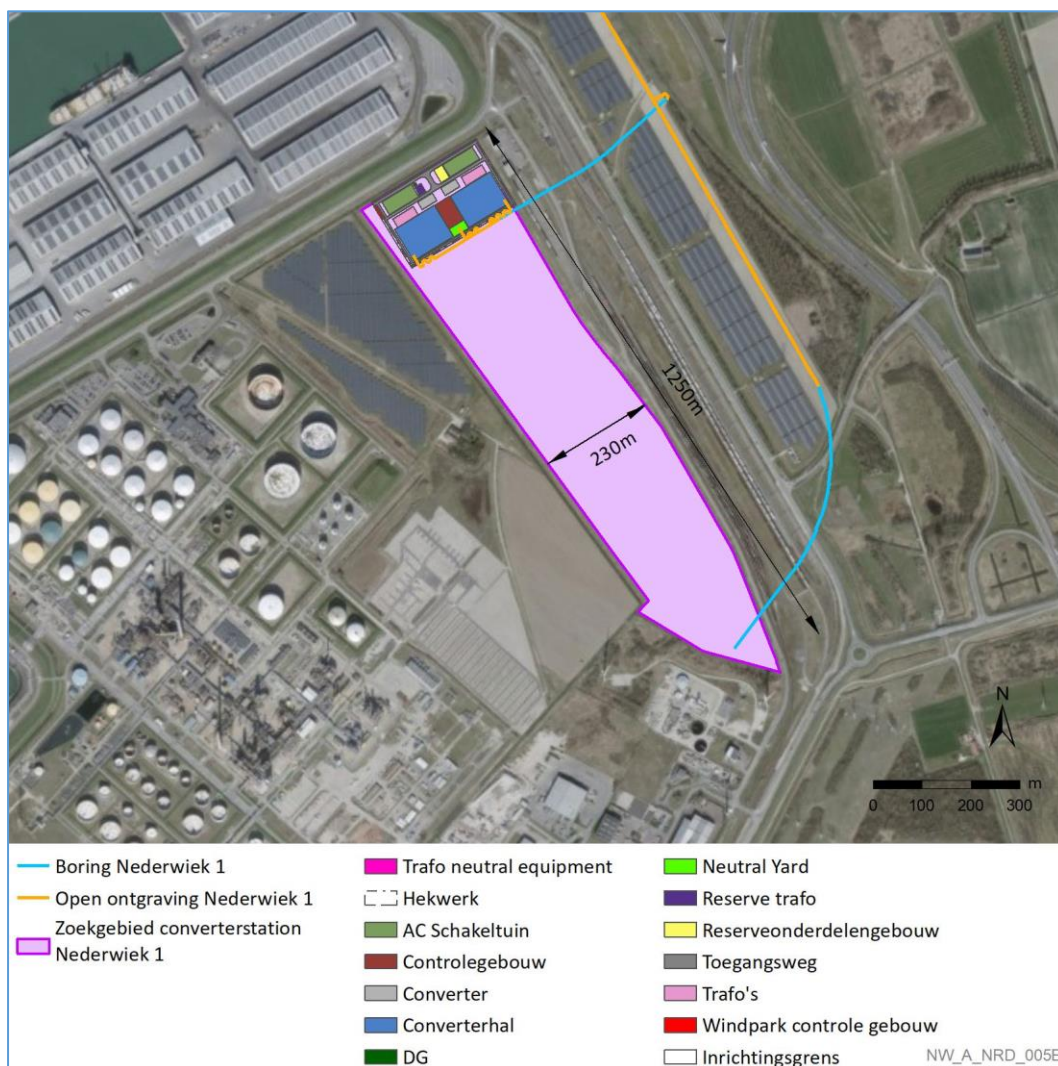 1250m
230m
N
m
0 100 200 300
Boring Nederwiek 1
Open ontgraving Nederwiek 1
Zoekgebied converterstation
Nederwiek 1
Trafo neutral equipment
Hekwerk
AC Schakeltuin
Controlegebouw
Converter
Converterhal
DG
Neutral Yard
Reserve trafo
Reserveonderdelengebouw
Toegangsweg
Trafo's
Windpark controle gebouw
Inrichtingsgrens
NW_A_NRD_005E